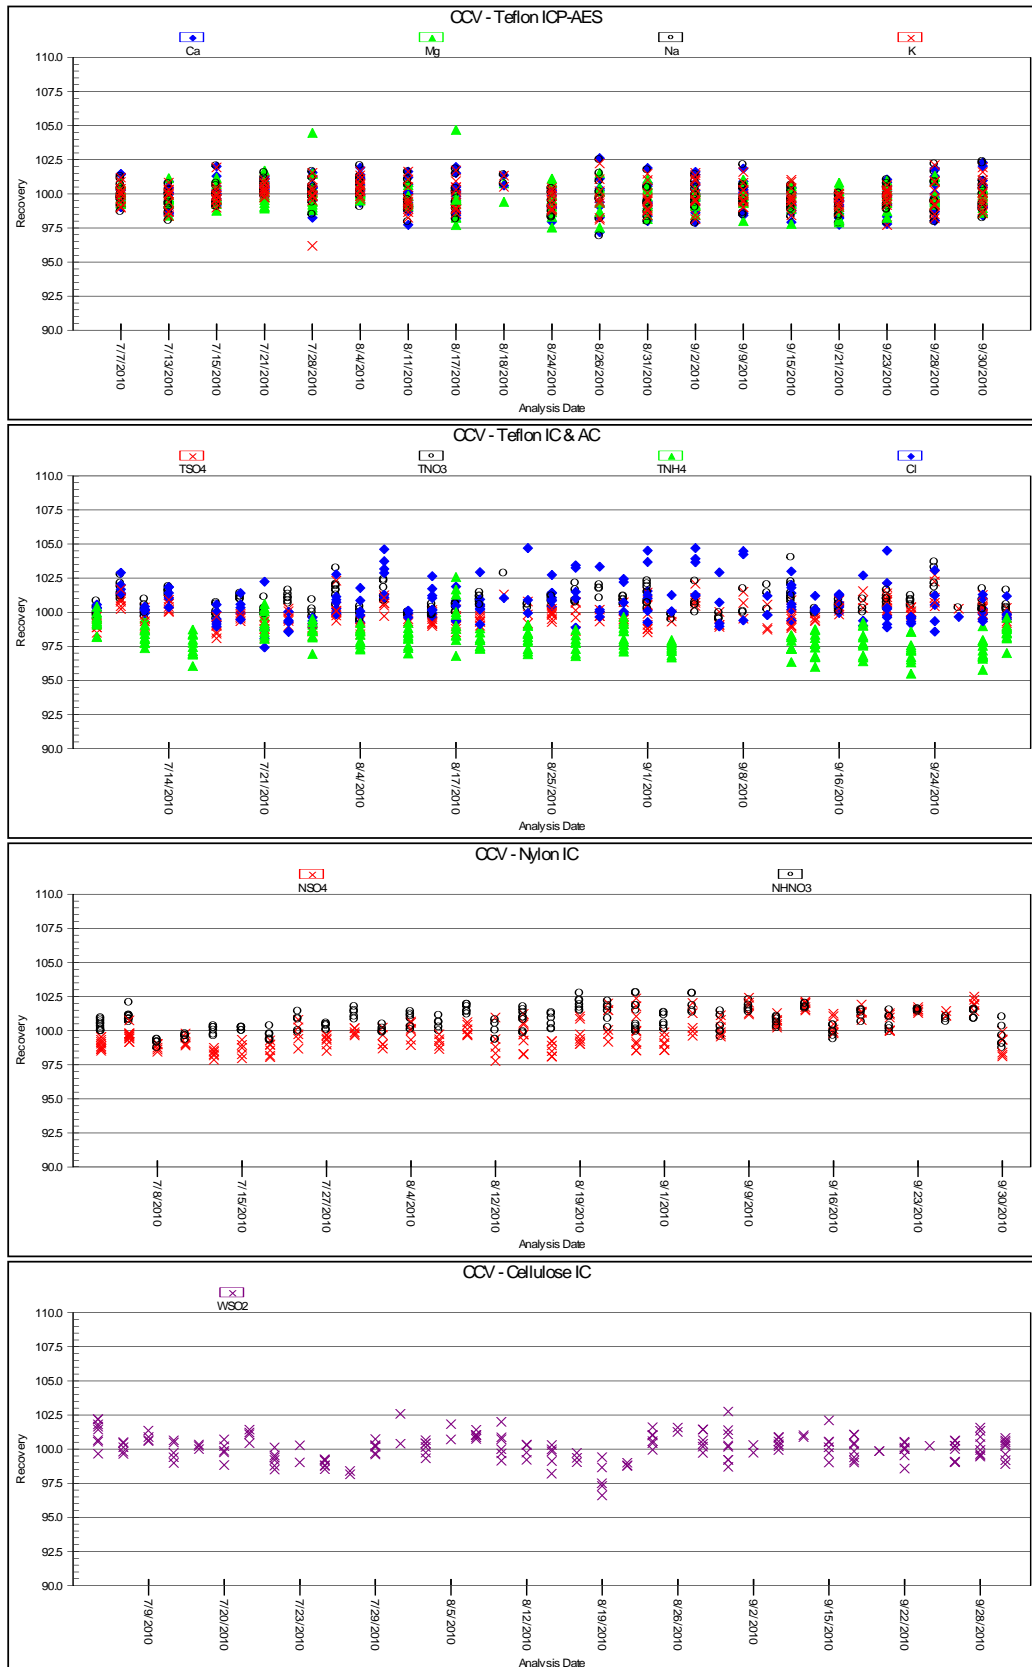 CCV - Teflon ICP-AES
Ca Mg Na K
110.0
107.5
105.0
102.5
100.0
97.5
95.0
92.5
90.0
Recovery
7/7/2010 7/13/2010 7/15/2010 7/21/2010 7/28/2010 8/4/2010 8/11/2010 8/17/2010 8/18/2010 8/24/2010 8/26/2010 8/31/2010 9/2/2010 9/9/2010 9/15/2010 9/21/2010 9/23/2010 9/28/2010 9/30/2010
Analysis Date
CCV - Teflon IC & AC
TSO4 TNO3 TNH4 Cl
110.0
107.5
105.0
102.5
100.0
97.5
95.0
92.5
90.0
Recovery
7/14/2010 7/21/2010 8/4/2010 8/17/2010 8/25/2010 9/1/2010 9/8/2010 9/16/2010 9/24/2010
Analysis Date
CCV - Nylon IC
NSO4 NHNO3
110.0
107.5
105.0
102.5
100.0
97.5
95.0
92.5
90.0
Recovery
7/8/2010 7/15/2010 7/27/2010 8/4/2010 8/12/2010 8/19/2010 9/1/2010 9/9/2010 9/16/2010 9/23/2010 9/30/2010
Analysis Date
CCV - Cellulose IC
WSO2
110.0
107.5
105.0
102.5
100.0
97.5
95.0
92.5
90.0
Recovery
7/9/2010 7/20/2010 7/23/2010 7/29/2010 8/5/2010 8/12/2010 8/19/2010 8/26/2010 9/2/2010 9/15/2010 9/22/2010 9/28/2010
Analysis Date